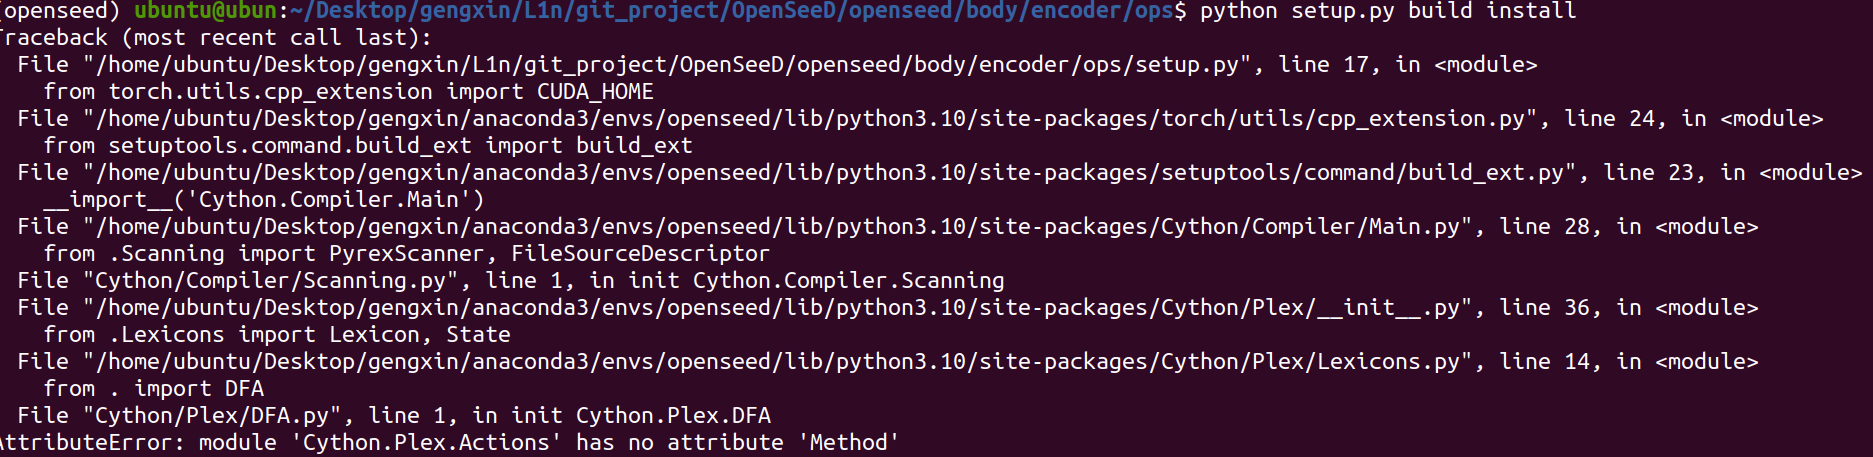 (openseed) ubuntu@ubun:~/Desktop/gengxin/L1n/git_project/OpenSeeD/openseed/body/encoder/ops$ python setup.py build install
Traceback (most recent call last):
  File "/home/ubuntu/Desktop/gengxin/L1n/git_project/OpenSeeD/openseed/body/encoder/ops/setup.py", line 17, in <module>
    from torch.utils.cpp_extension import CUDA_HOME
  File "/home/ubuntu/Desktop/gengxin/anaconda3/envs/openseed/lib/python3.10/site-packages/torch/utils/cpp_extension.py", line 24, in <module>
    from setuptools.command.build_ext import build_ext
  File "/home/ubuntu/Desktop/gengxin/anaconda3/envs/openseed/lib/python3.10/site-packages/setuptools/command/build_ext.py", line 23, in <module>
    __import__('Cython.Compiler.Main')
  File "/home/ubuntu/Desktop/gengxin/anaconda3/envs/openseed/lib/python3.10/site-packages/Cython/Compiler/Main.py", line 28, in <module>
    from .Scanning import PyrexScanner, FileSourceDescriptor
  File "Cython/Compiler/Scanning.py", line 1, in init Cython.Compiler.Scanning
  File "/home/ubuntu/Desktop/gengxin/anaconda3/envs/openseed/lib/python3.10/site-packages/Cython/Plex/__init__.py", line 36, in <module>
    from .Lexicons import Lexicon, State
  File "/home/ubuntu/Desktop/gengxin/anaconda3/envs/openseed/lib/python3.10/site-packages/Cython/Plex/Lexicons.py", line 14, in <module>
    from . import DFA
  File "Cython/Plex/DFA.py", line 1, in init Cython.Plex.DFA
AttributeError: module 'Cython.Plex.Actions' has no attribute 'Method'